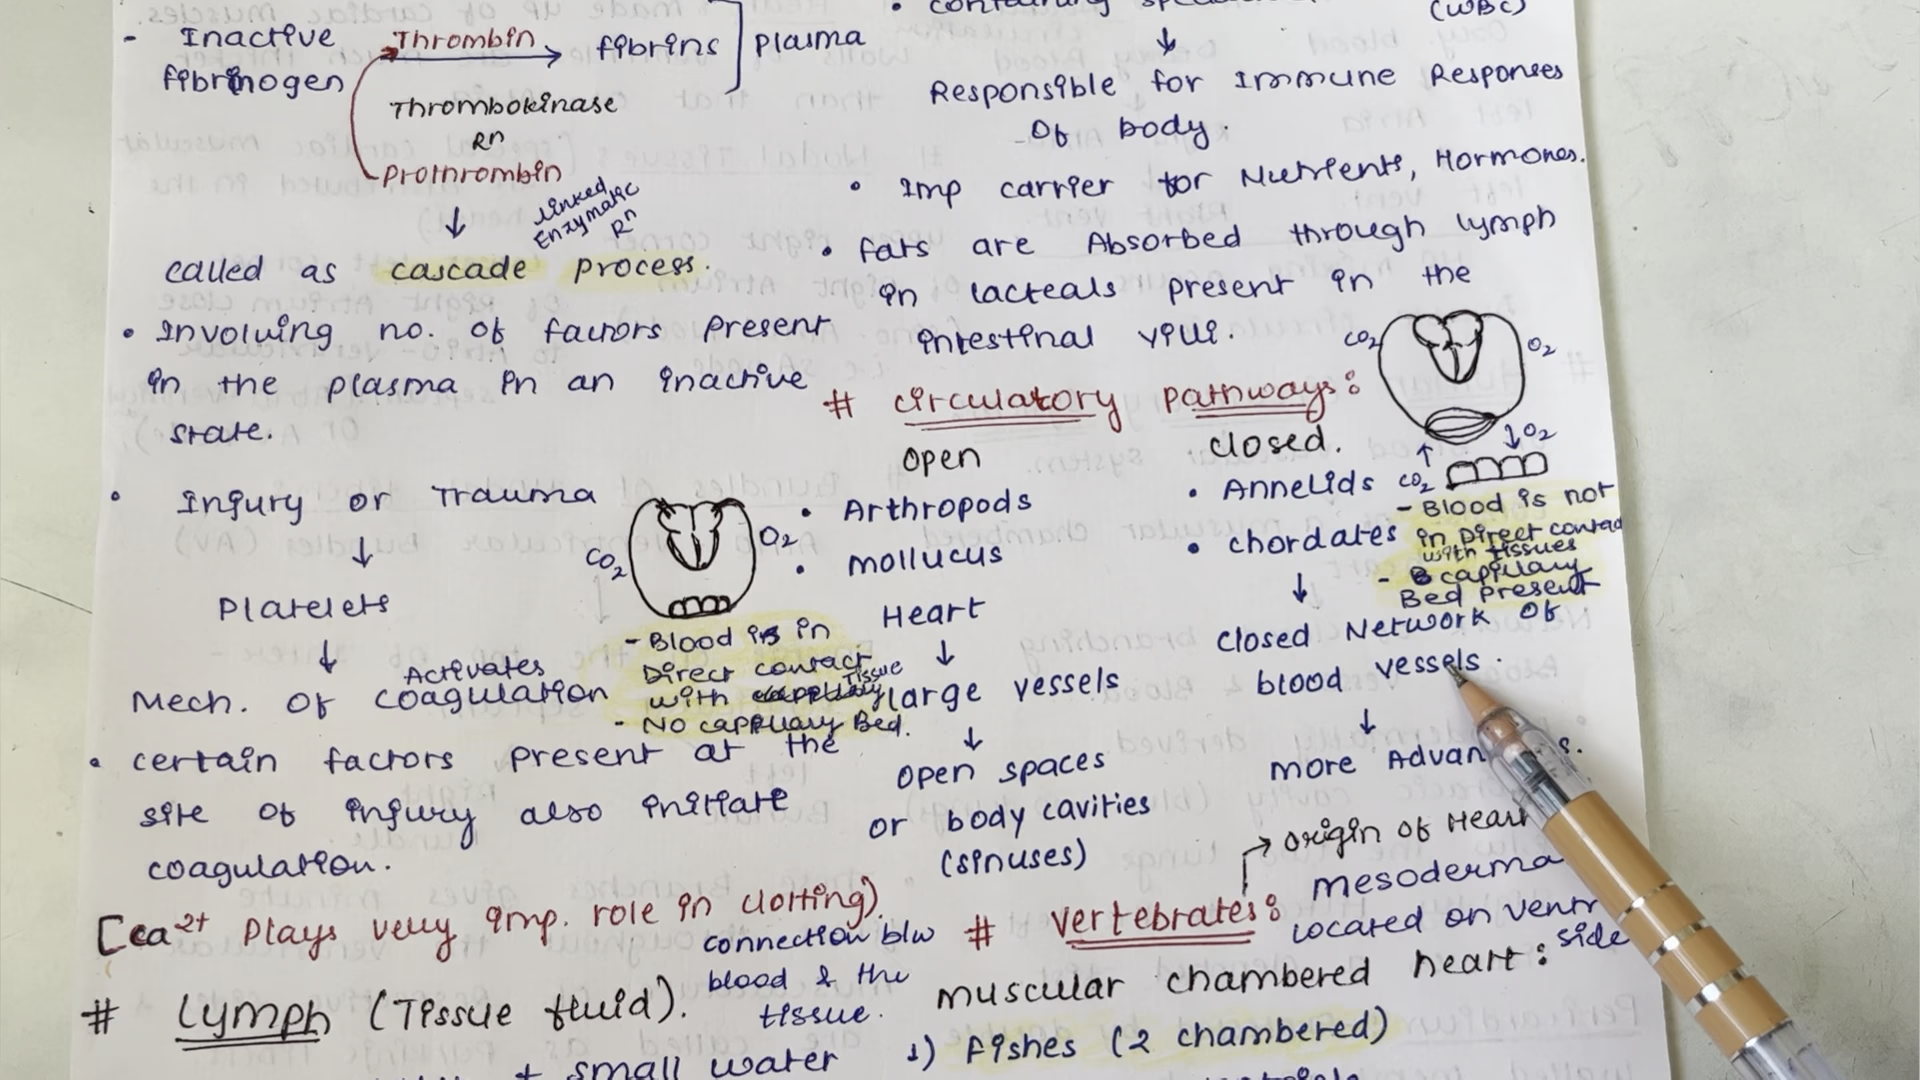 - Inactive Thrombin fibrins
fibrinogen
plasma
Thrombokinase
Rn
Prothrombin
linked
Enzymatic
Rn
called as cascade process.
• Involving no. of factors present
in the plasma in an inactive
state.
• Injury or Trauma
Platelets
Activates
Mech. of coagulation
• certain factors present at the
site of injury also initiate
coagulation.
[ca2+ Plays very imp. role in clotting).
# Lymph (Tissue fluid).
connection b/w
blood & the
tissue.
+ small water
CO2
O2
- Blood is in
Direct contact
with Tissue
- No capillary Bed.
(WBC)
Responsible for Immune Responses
of body.
• Imp carrier for Nutrients, Hormones.
• fats are Absorbed through lymph
in lacteals present in the
intestinal villi.
# circulatory pathways:
open
• Arthropods
• mollucus
Heart
large vessels
open spaces
or body cavities
(sinuses)
closed.
• Annelids
• chordates
closed Network of
blood vessels.
more Advan s.
CO2
O2
CO2
O2
- Blood is not
in Direct contac
with tissues
- capillary
Bed present
# vertebrates:
origin of Hear
mesoderma
located on ventr
side
muscular chambered heart:
1) fishes (2 chambered)